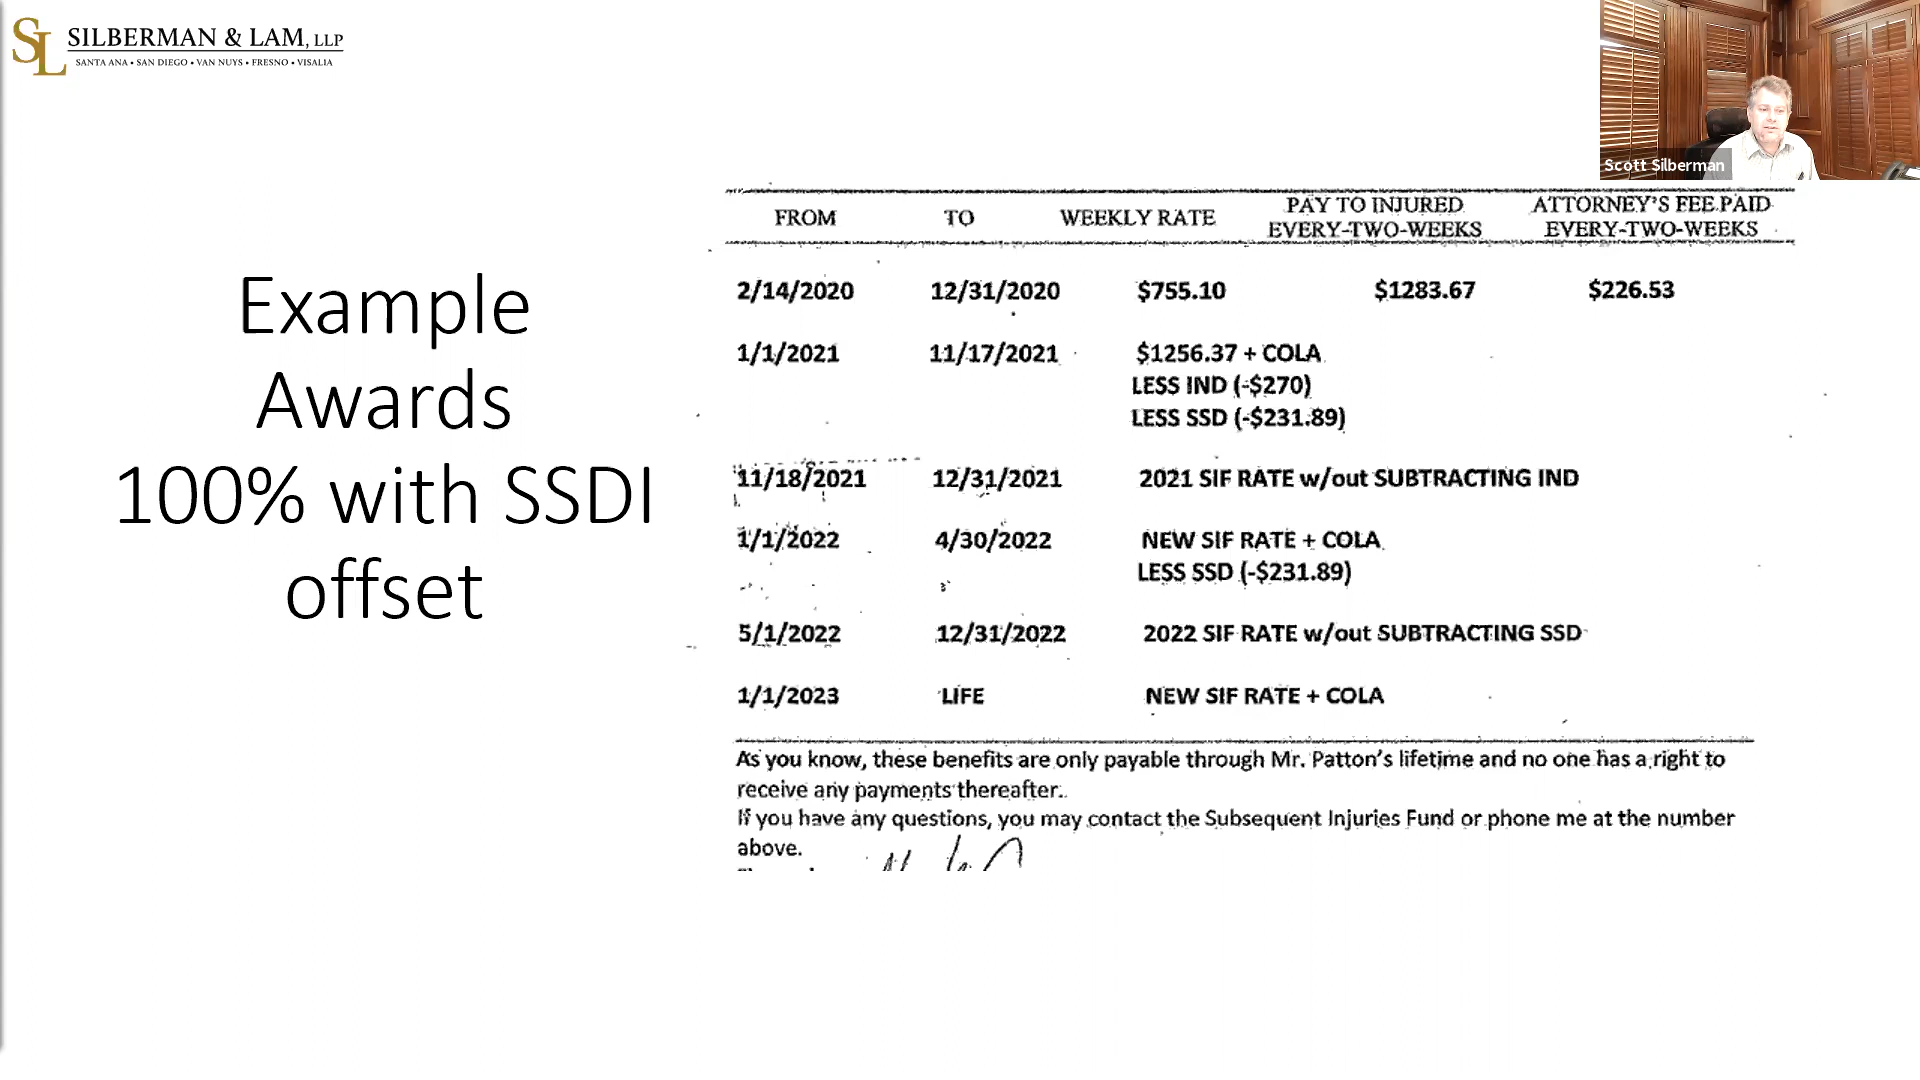 SL SILBERMAN & LAM, LLP
SANTA ANA • SAN DIEGO • VAN NUYS • FRESNO • VISALIA
Scott Silberman
Example
Awards
100% with SSDI
offset
FROM TO WEEKLY RATE PAY TO INJURED EVERY-TWO-WEEKS ATTORNEY'S FEE PAID EVERY-TWO-WEEKS
2/14/2020 12/31/2020 $755.10 $1283.67 $226.53
1/1/2021 11/17/2021 $1256.37 + COLA
LESS IND (-$270)
LESS SSD (-$231.89)
11/18/2021 12/31/2021 2021 SIF RATE w/out SUBTRACTING IND
1/1/2022 4/30/2022 NEW SIF RATE + COLA
LESS SSD (-$231.89)
5/1/2022 12/31/2022 2022 SIF RATE w/out SUBTRACTING SSD
1/1/2023 LIFE NEW SIF RATE + COLA
As you know, these benefits are only payable through Mr. Patton's lifetime and no one has a right to
receive any payments thereafter.
If you have any questions, you may contact the Subsequent Injuries Fund or phone me at the number
above.